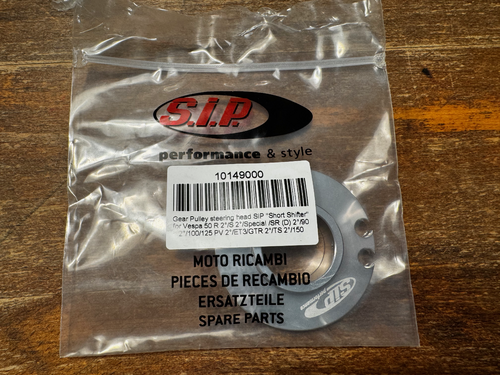 S.i.P.
performance & style
10149000
Gear Pulley steering head SIP "Short Shifter"
for Vespa 50 R 2°/S 2°/Special /SR (D) 2°/90
2°/100/125 PV 2°/ET3/GTR 2°/TS 2°/150
MOTO RICAMBI
PIECES DE RECAMBIO
ERSATZTEILE
SPARE PARTS
SIP